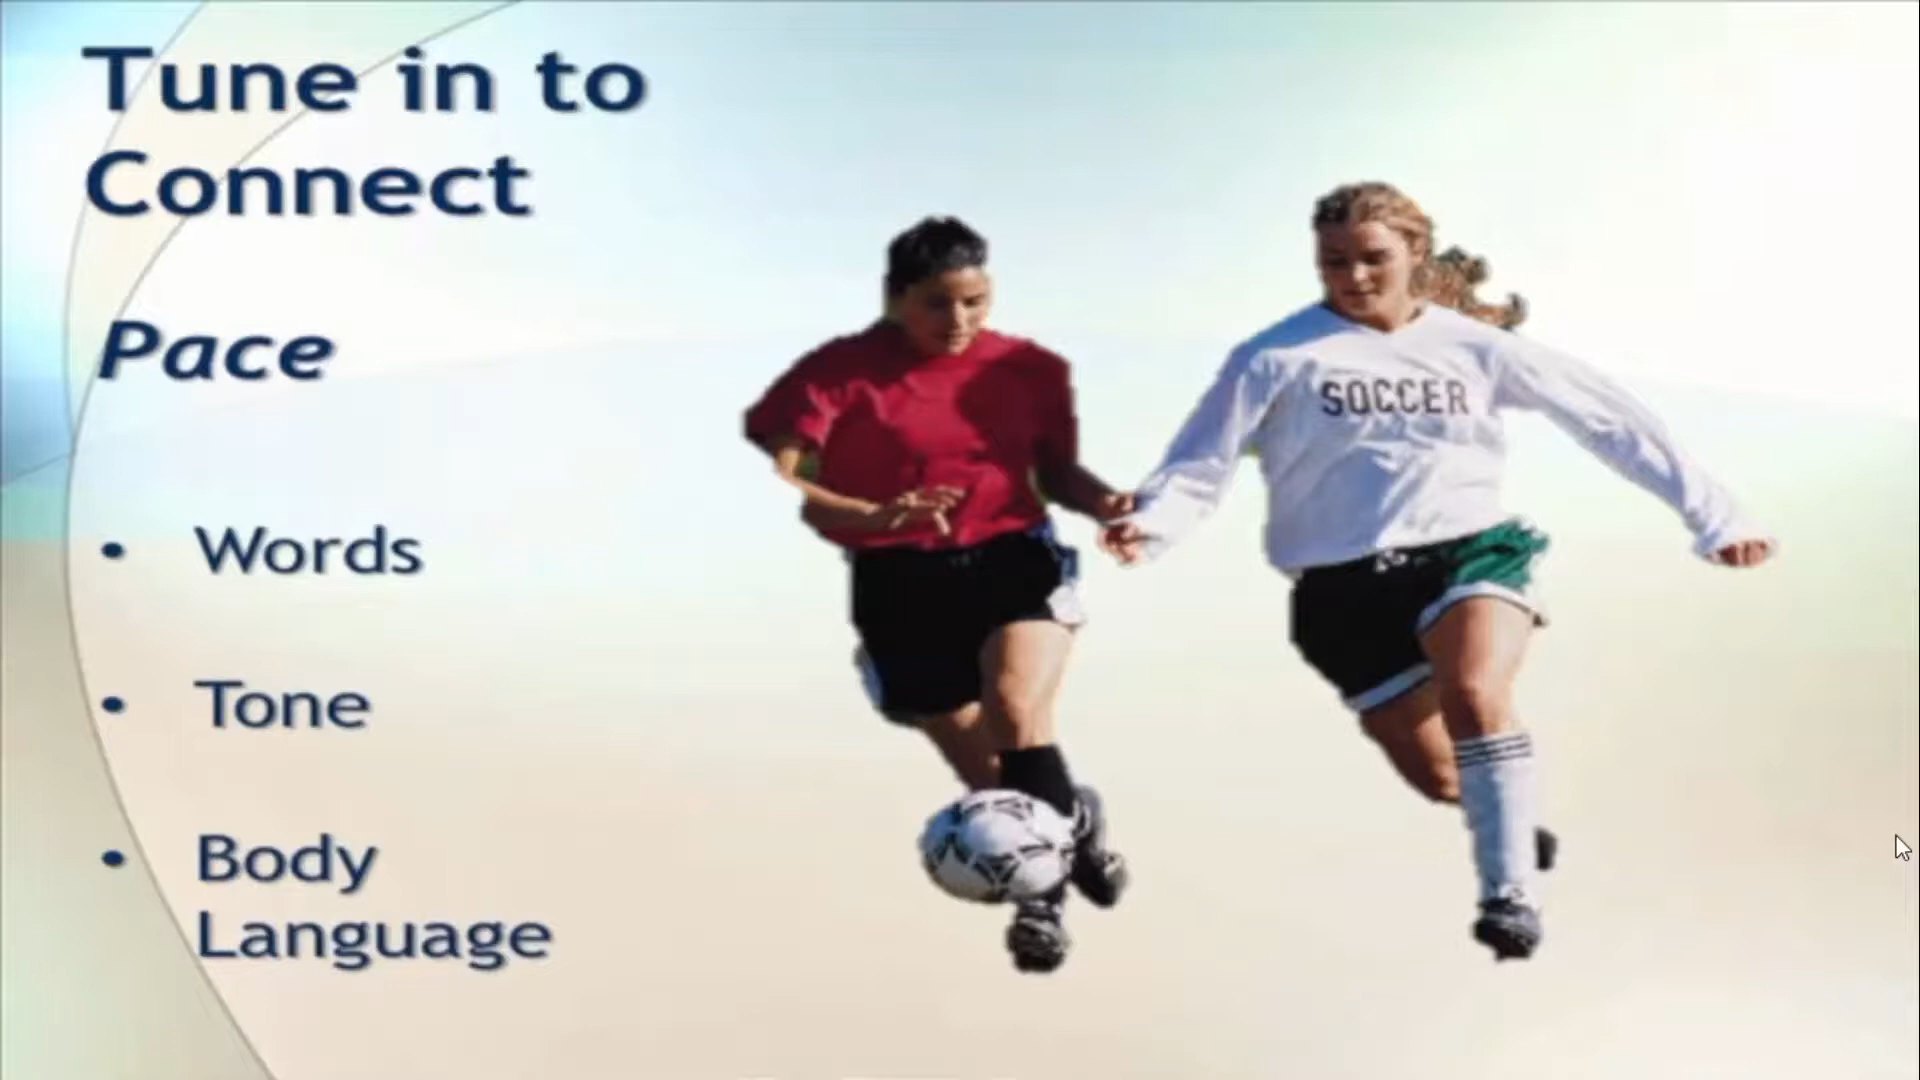 Tune in to
Connect
Pace
• Words
• Tone
• Body
Language
SOCCER